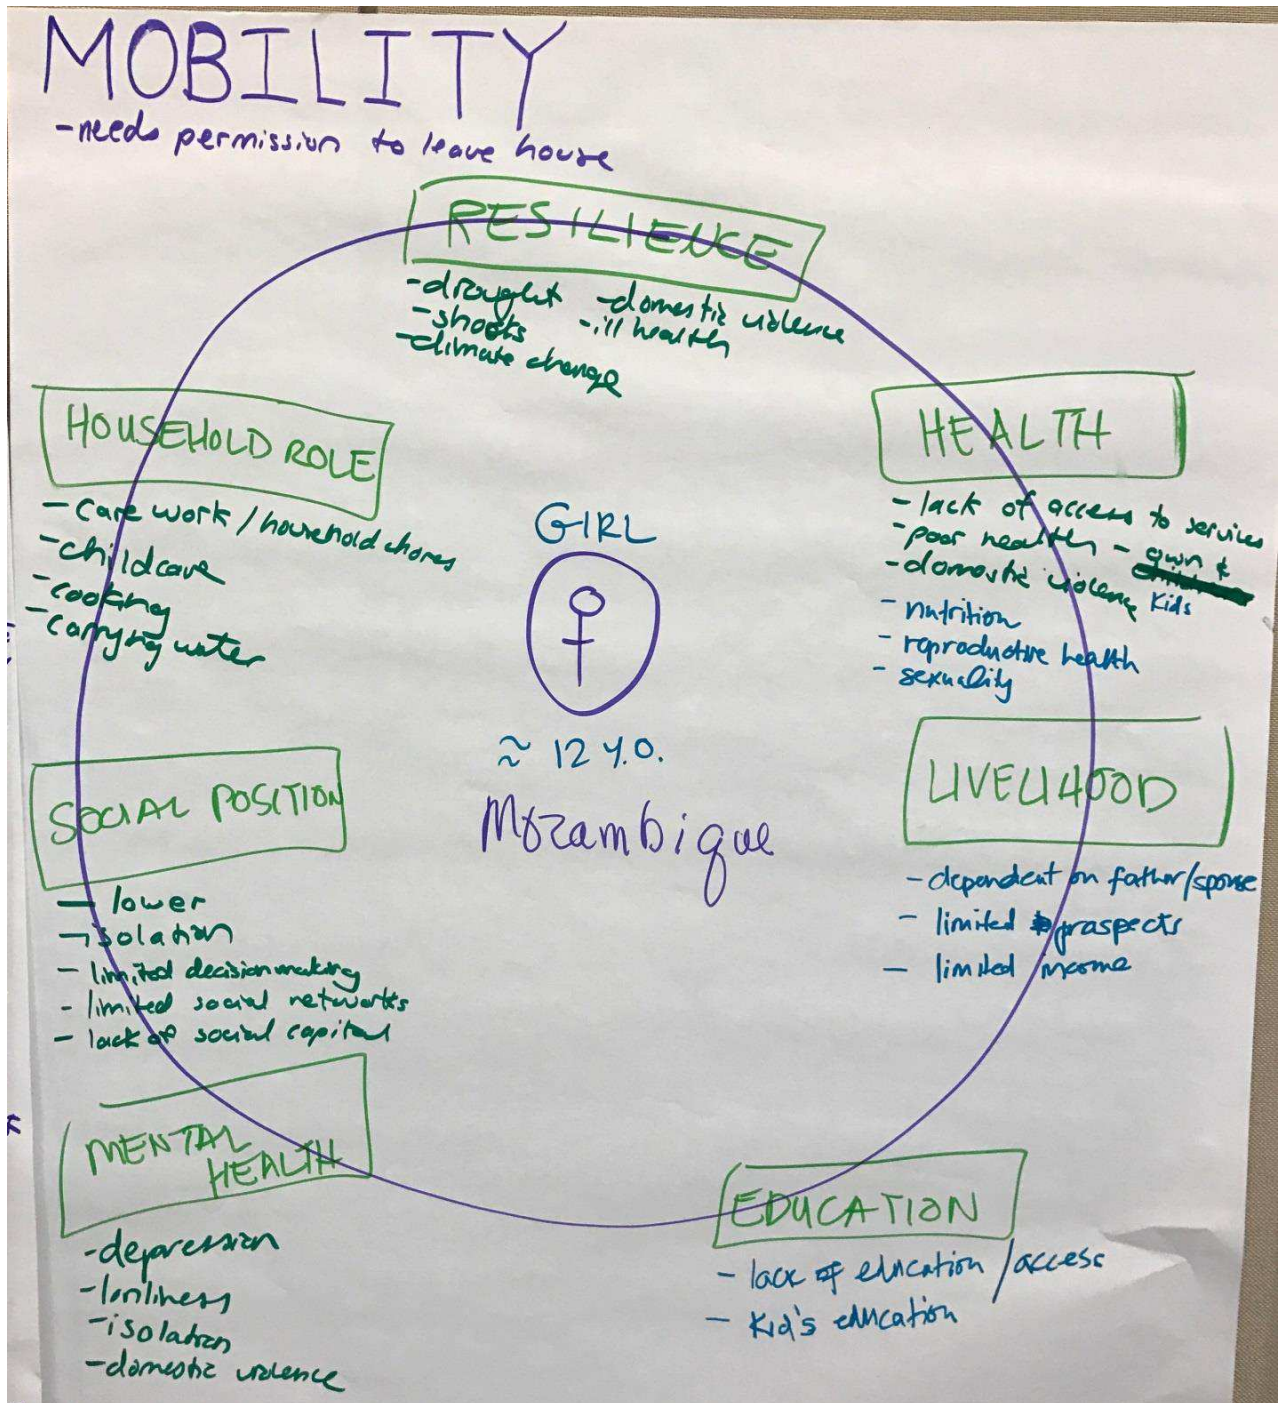 MOBILITY
-needs permission to leave house
RESILIENCE
-drought -domestic violence
-shocks -ill health
-climate change
HOUSEHOLD ROLE
- care work / household chores
-childcare
-cooking
- carrying water
HEALTH
- lack of access to services
-poor health - own &
kids
-domestic violence
- nutrition
- reproductive health
- sexuality
GIRL
≈ 12 Y.O.
Mozambique
SOCIAL POSITION
- lower
-isolation
- limited decisionmaking
- limited social networks
- lack of social capital
LIVELIHOOD
- dependent on father/spouse
- limited prospects
- limited income
MENTAL
HEALTH
-depression
-lonliness
-isolation
-domestic violence
EDUCATION
- lack of education / access
- Kid's education